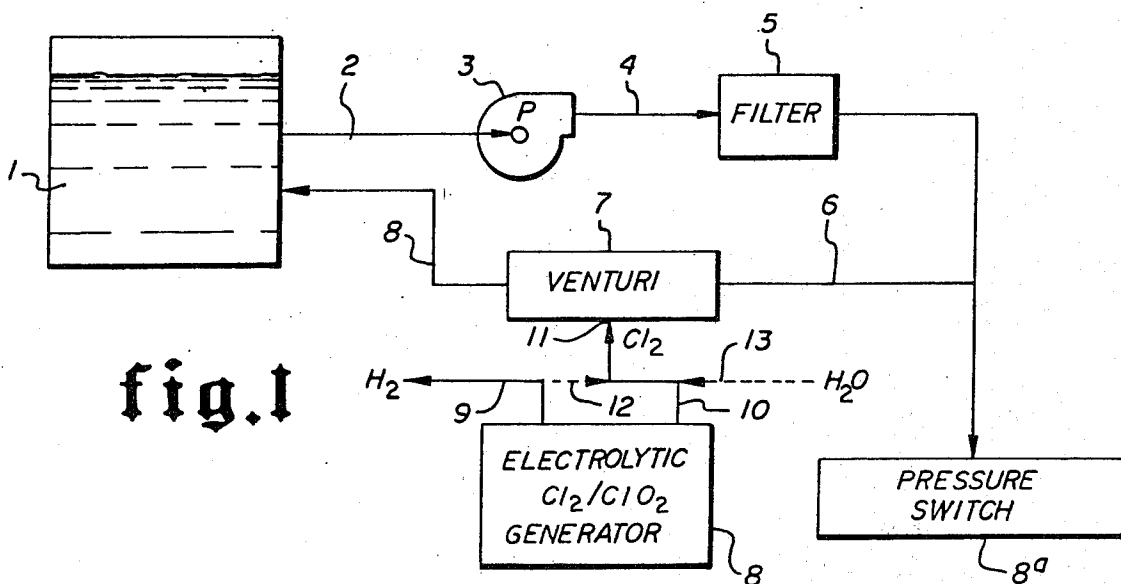 5
2
3
4
P
FILTER
1
7
8
6
VENTURI
11
Cl2
13
H2
12
H2O
9
10
fig.1
ELECTROLYTIC
Cl2/ClO2
GENERATOR
PRESSURE
SWITCH
8
8a